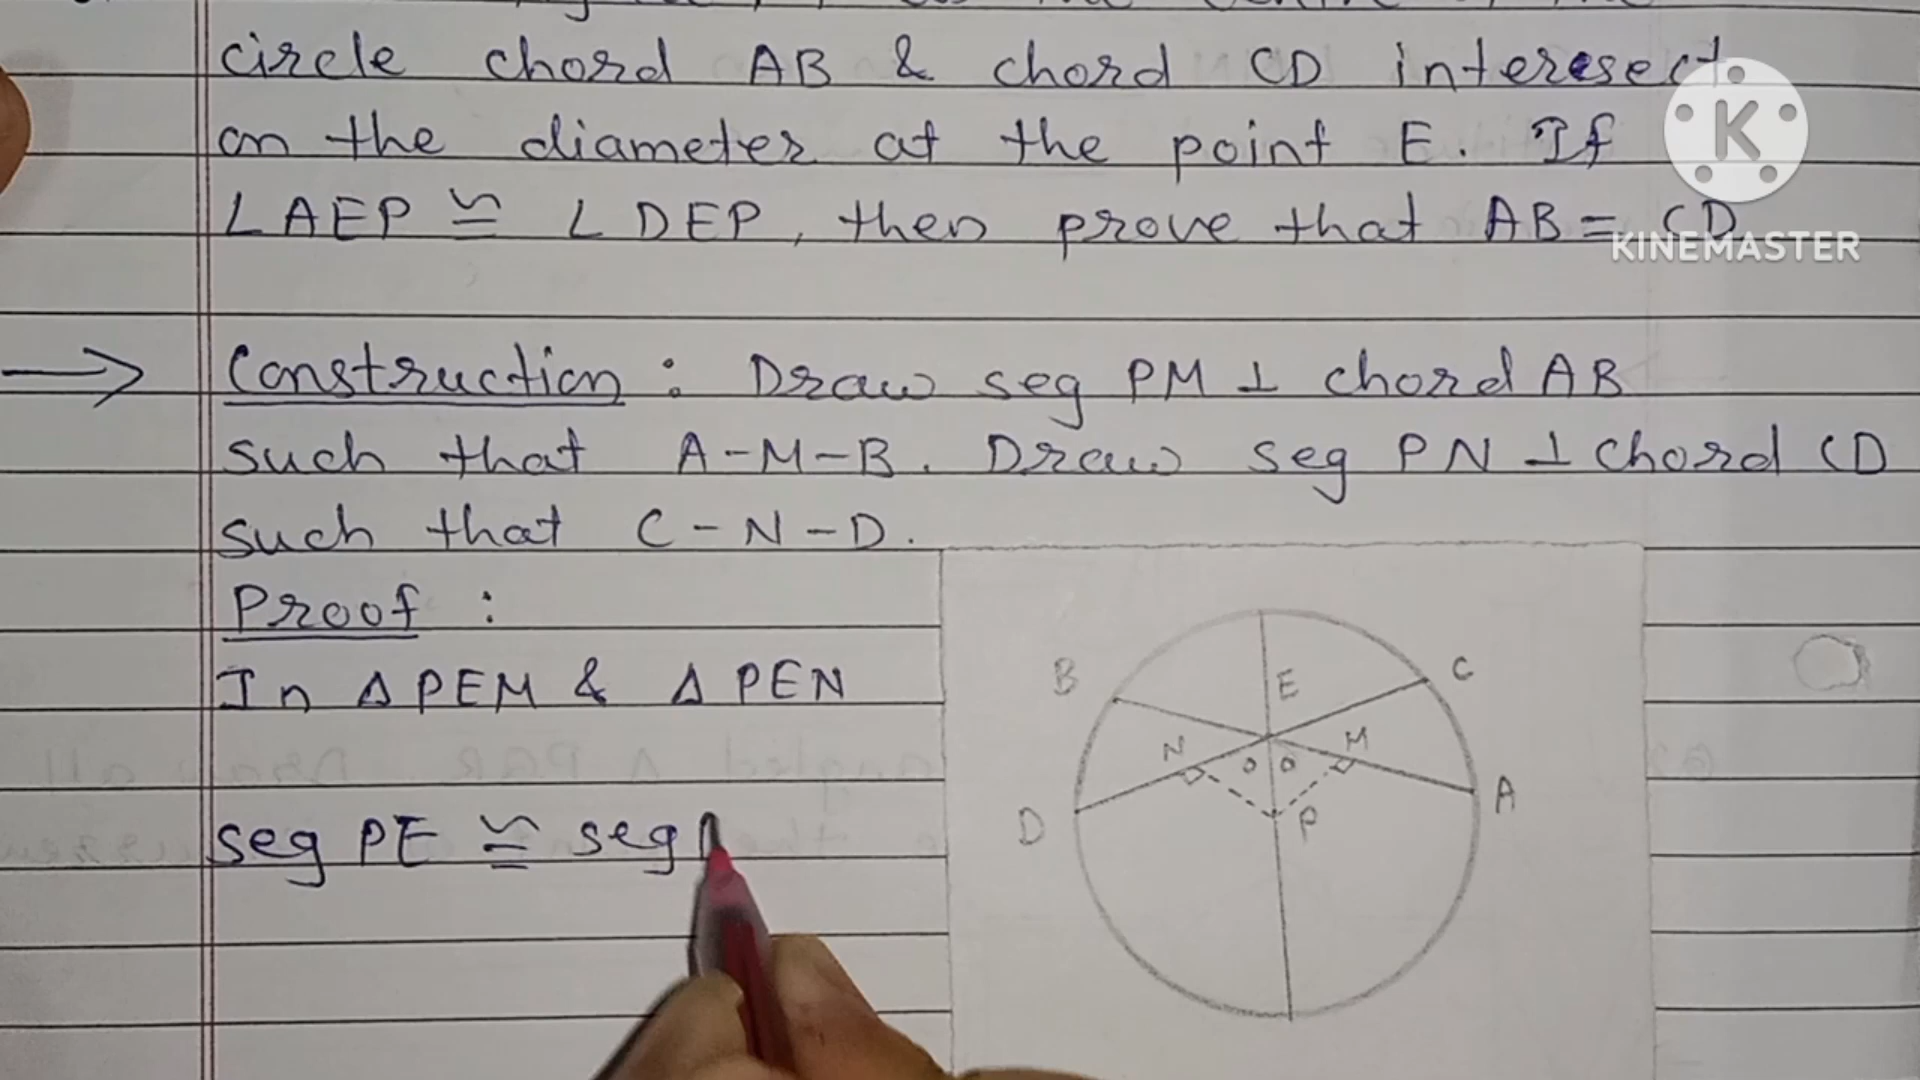 circle chord AB & chord CD intersect
on the diameter at the point E. If
∠AEP ≅ ∠DEP, then prove that AB = CD
K
KINEMASTER
Construction : Draw seg PM ⊥ chord AB
such that A-M-B. Draw seg PN ⊥ chord CD
such that C-N-D.
Proof :
In Δ PEM & Δ PEN
seg PE ≅ seg
B
E
C
N
M
D
P
A